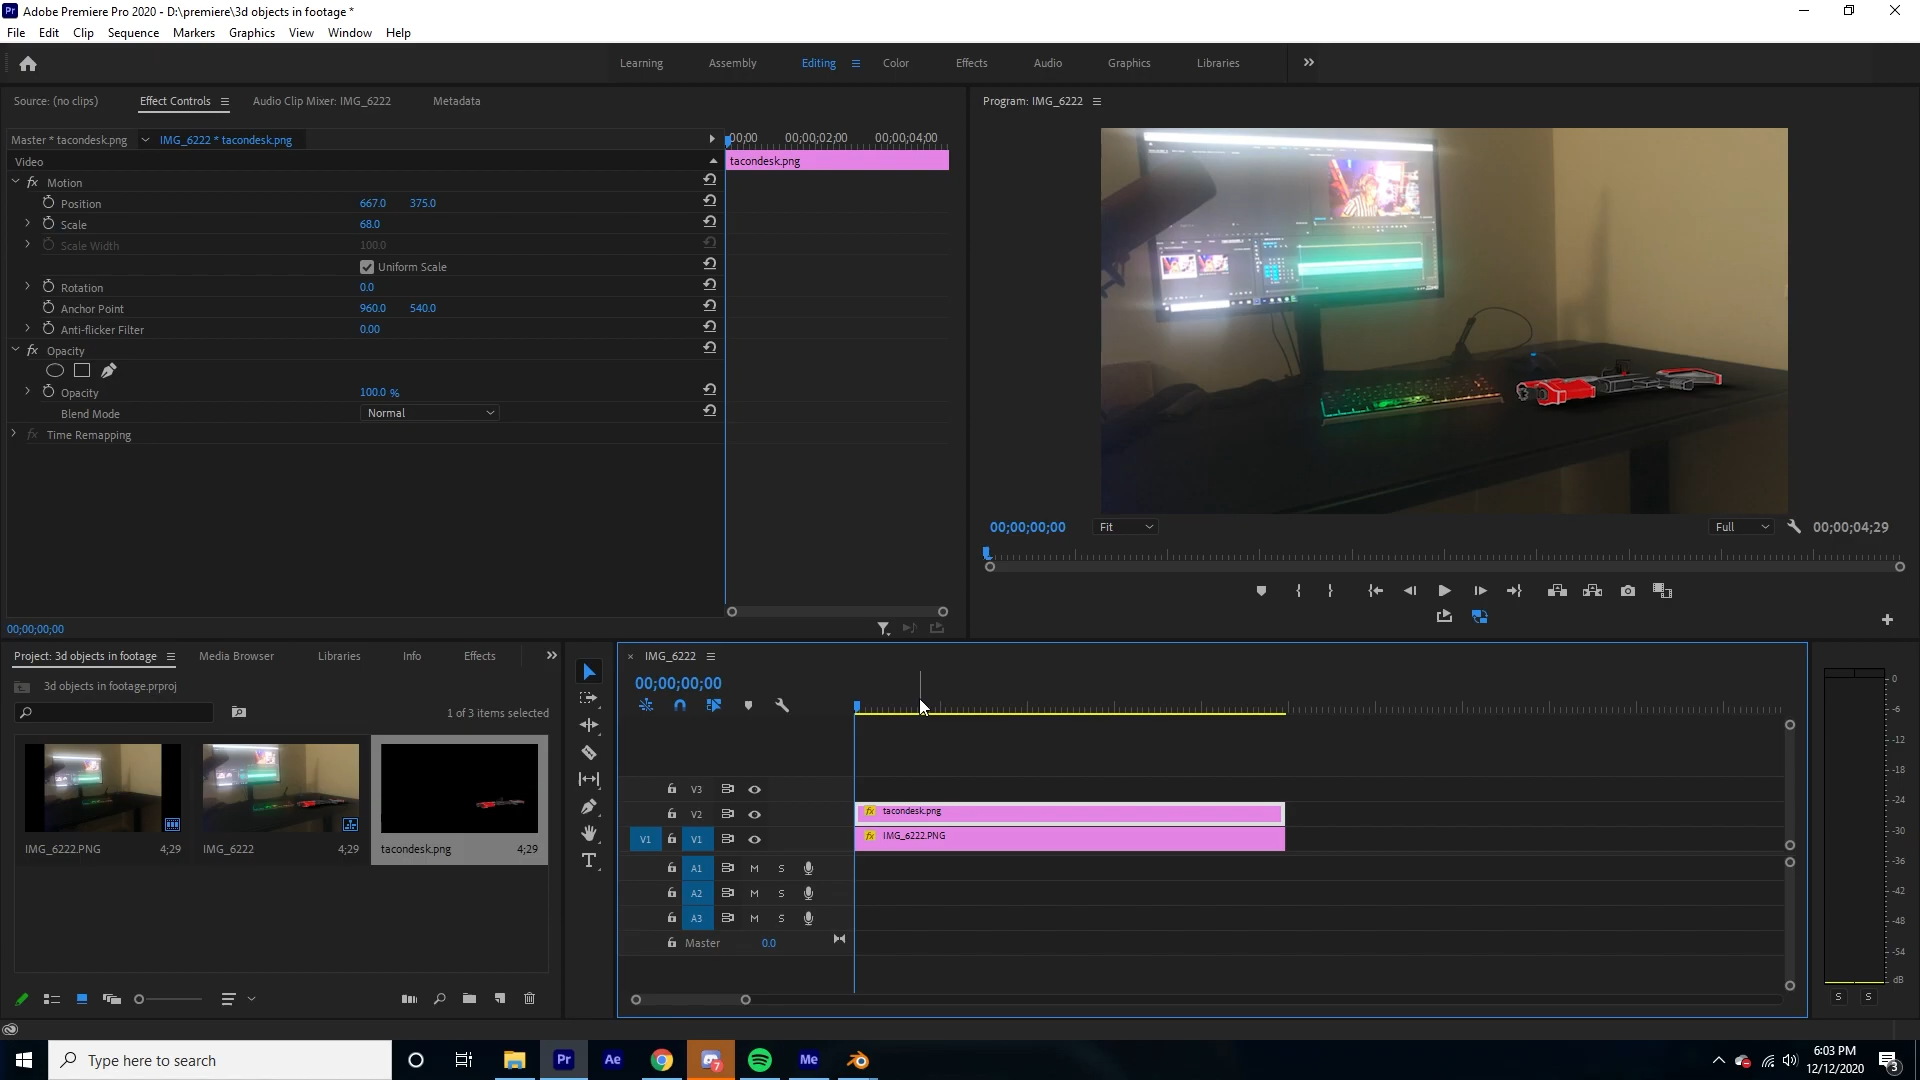 Adobe Premiere Pro 2020 - D:\premiere\3d objects in footage *
File Edit Clip Sequence Markers Graphics View Window Help
Learning Assembly Editing Color Effects Audio Graphics Libraries
Source: (no clips) Effect Controls Audio Clip Mixer: IMG_6222 Metadata
Program: IMG_6222
Master * tacondesk.png IMG_6222 * tacondesk.png
00;00 00;00;02;00 00;00;04;00
Video
tacondesk.png
fx Motion
Position 667.0 375.0
Scale 68.0
Scale Width 100.0
Uniform Scale
Rotation 0.0
Anchor Point 960.0 540.0
Anti-flicker Filter 0.00
fx Opacity
Opacity 100.0 %
Blend Mode Normal
fx Time Remapping
00;00;00;00
00;00;00;00 Fit Full 00;00;04;29
Project: 3d objects in footage Media Browser Libraries Info Effects
3d objects in footage.prproj
1 of 3 items selected
IMG_6222.PNG 4;29
IMG_6222 4;29
tacondesk.png 4;29
× IMG_6222
00;00;00;00
V3
V2 fx tacondesk.png
V1 V1 fx IMG_6222.PNG
A1 M S
A2 M S
A3 M S
Master 0.0
0
-6
-12
-18
-24
-30
-36
-42
-48
-54
dB
S S
Type here to search
Pr Ae 7 Me
6:03 PM
12/12/2020
3